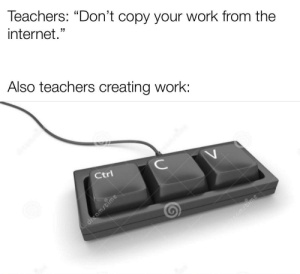 Teachers: “Don’t copy your work from the
internet.”
Also teachers creating work:
Ctrl
C
V